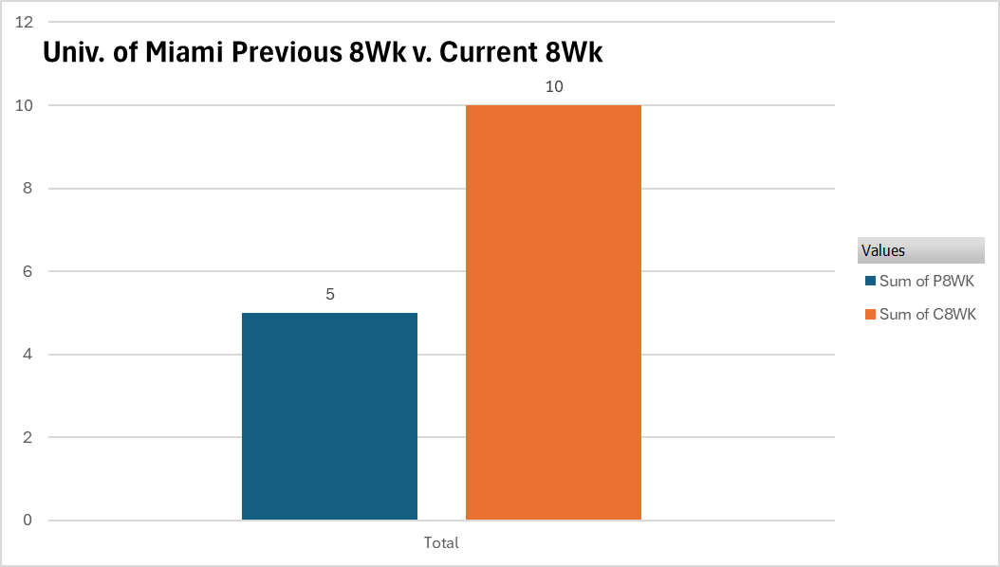 12
Univ. of Miami Previous 8Wk v. Current 8Wk
10
10
8
6
5
4
2
0
Total
Values
Sum of P8WK
Sum of C8WK